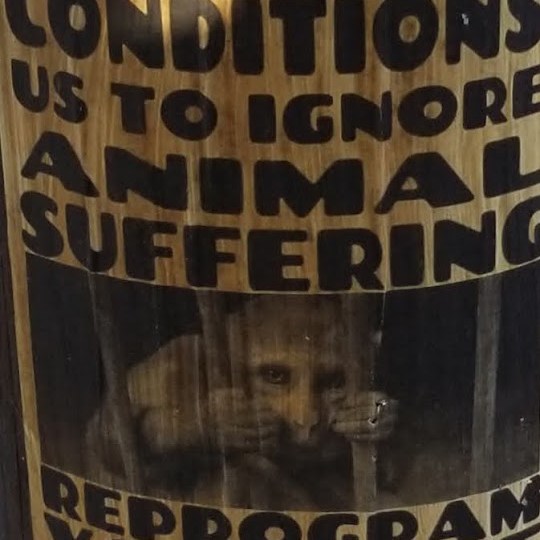 CONDITIONS
US TO IGNORE
ANIMAL
SUFFERING
REPROGRAM